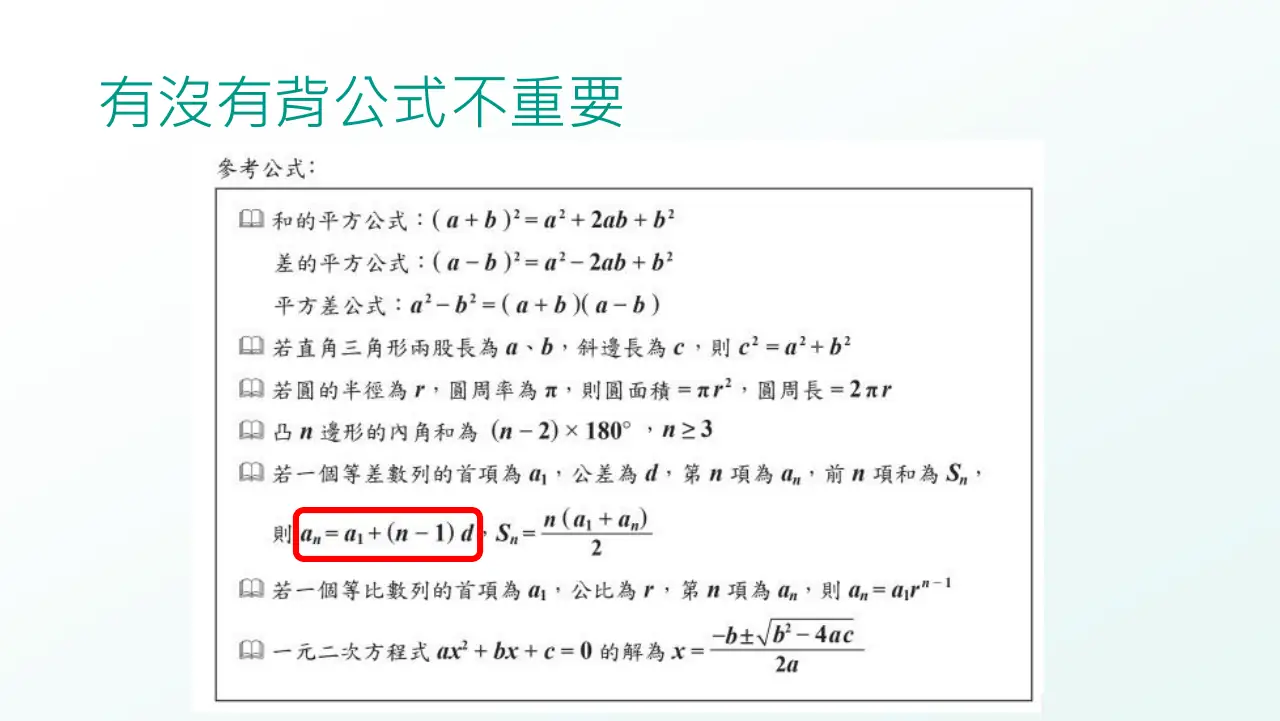 有沒有背公式不重要
參考公式：
和的平方公式：( a + b )² = a² + 2ab + b²
差的平方公式：( a − b )² = a² − 2ab + b²
平方差公式：a² − b² = ( a + b )( a − b )
若直角三角形兩股長為 a、b，斜邊長為 c，則 c² = a² + b²
若圓的半徑為 r，圓周率為 π，則圓面積 = πr²，圓周長 = 2πr
凸 n 邊形的內角和為 (n − 2) × 180°，n ≥ 3
若一個等差數列的首項為 a₁，公差為 d，第 n 項為 aₙ，前 n 項和為 Sₙ，
則 aₙ = a₁ + (n − 1) d，Sₙ = n ( a₁ + aₙ) / 2
若一個等比數列的首項為 a₁，公比為 r，第 n 項為 aₙ，則 aₙ = a₁rⁿ⁻¹
一元二次方程式 ax² + bx + c = 0 的解為 x = −b±√b² − 4ac / 2a